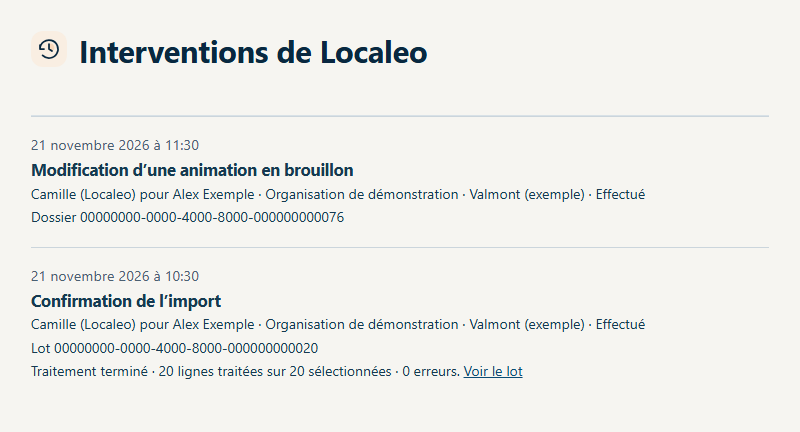 Interventions de Localeo
21 novembre 2026 à 11:30
Modification d’une animation en brouillon
Camille (Localeo) pour Alex Exemple · Organisation de démonstration · Valmont (exemple) · Effectué
Dossier 00000000-0000-4000-8000-000000000076
21 novembre 2026 à 10:30
Confirmation de l’import
Camille (Localeo) pour Alex Exemple · Organisation de démonstration · Valmont (exemple) · Effectué
Lot 00000000-0000-4000-8000-000000000020
Traitement terminé · 20 lignes traitées sur 20 sélectionnées · 0 erreurs. Voir le lot